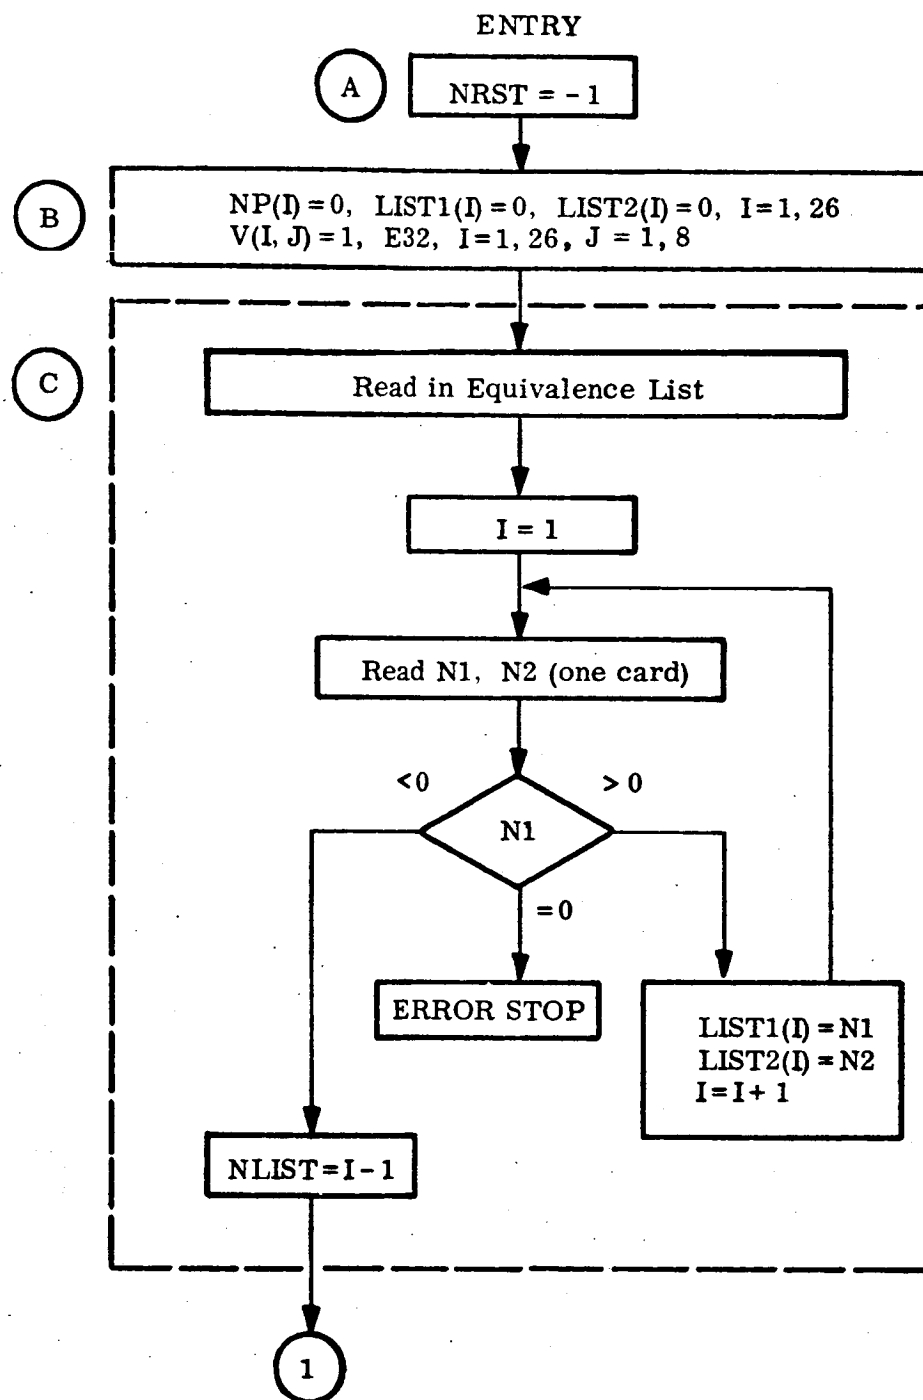 ENTRY
A
NRST = -1
B
NP(I) = 0, LIST1(I) = 0, LIST2(I) = 0, I = 1, 26
V(I, J) = 1, E32, I = 1, 26, J = 1, 8
C
Read in Equivalence List
I = 1
Read N1, N2 (one card)
<0
>0
N1
=0
ERROR STOP
LIST1(I) = N1
LIST2(I) = N2
I = I + 1
NLIST = I - 1
1